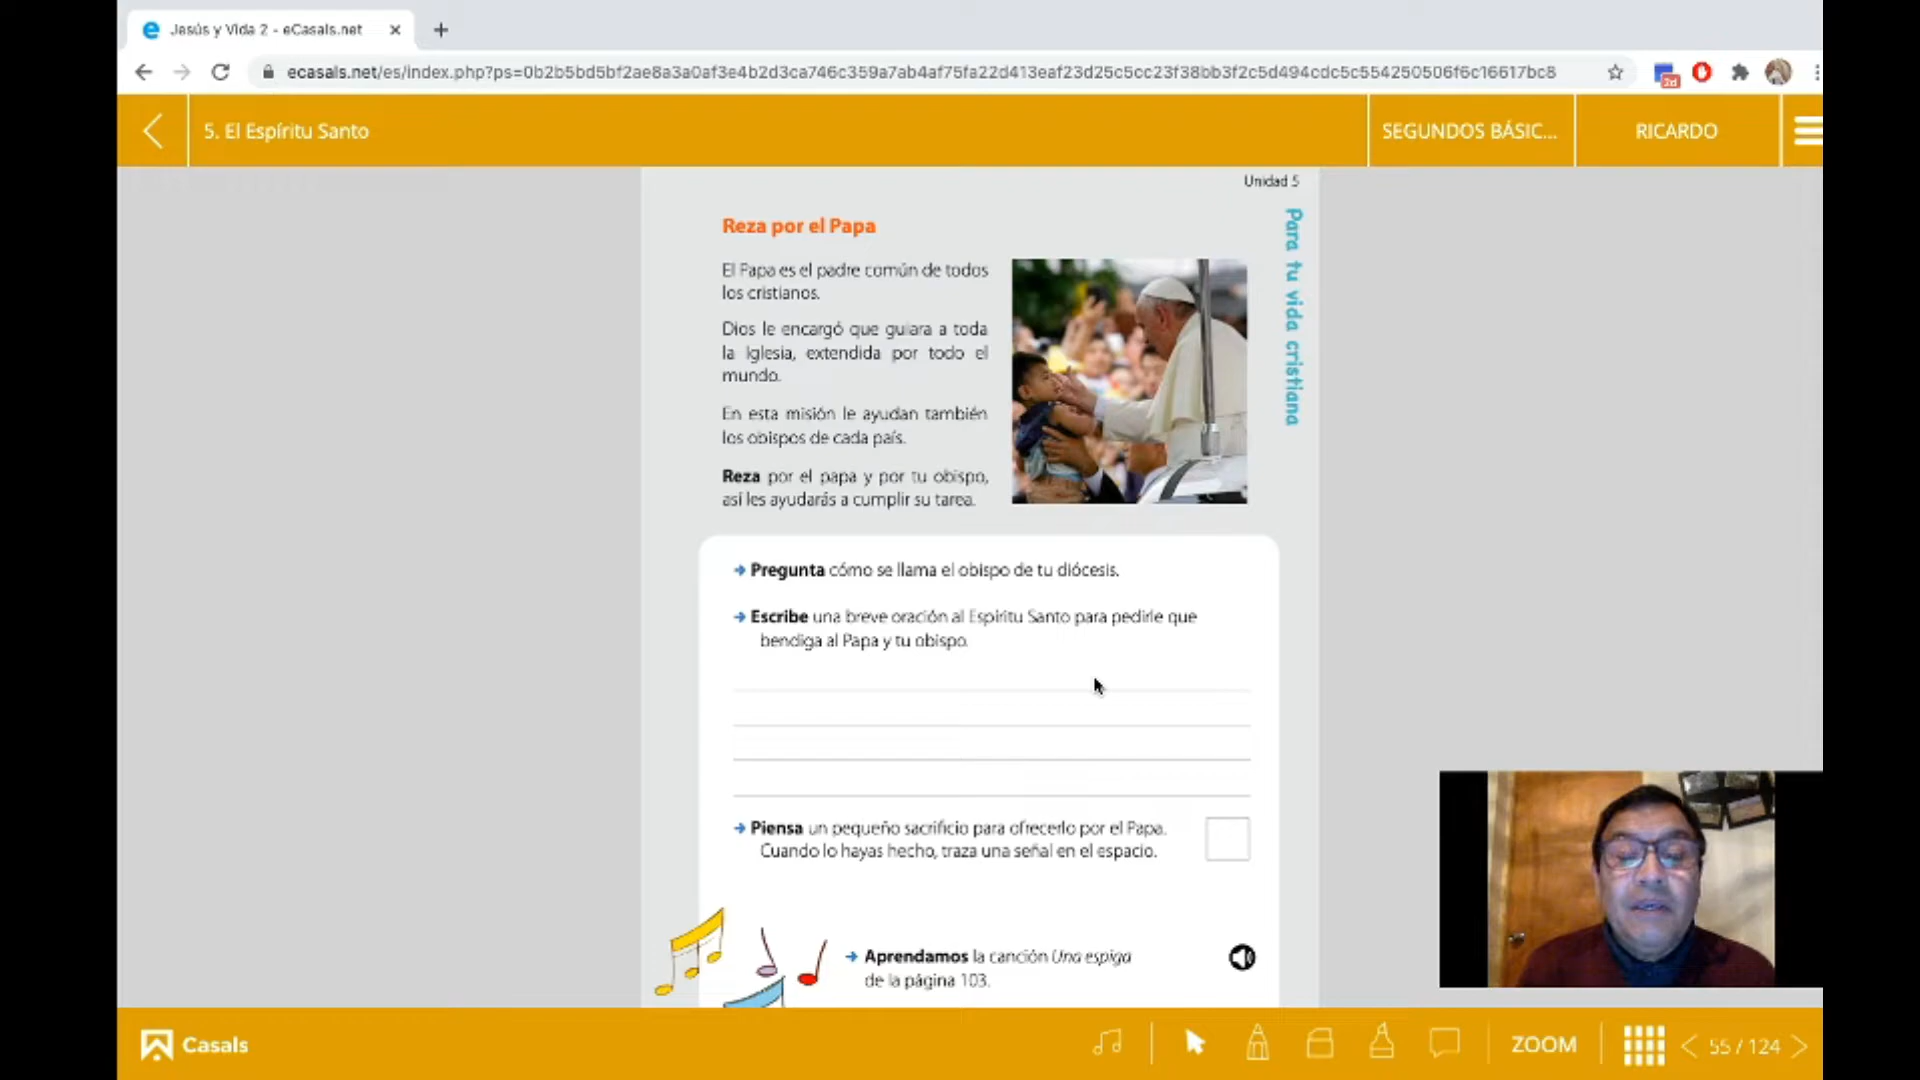 Jesús y Vida 2 - eCasals.net
ecasals.net/es/index.php?ps=0b2b5bd5bf2ae8a3a0af3e4b2d3ca746c359a7ab4af75fa22d413eaf23d25c5cc23f38bb3f2c5d494cdc5c554250506f6c16617bc8
5. El Espíritu Santo
SEGUNDOS BÁSIC...
RICARDO
Unidad 5
Para tu vida cristiana
Reza por el Papa
El Papa es el padre común de todos
los cristianos.
Dios le encargó que guiara a toda
la Iglesia, extendida por todo el
mundo.
En esta misión le ayudan también
los obispos de cada país.
Reza por el papa y por tu obispo,
así les ayudarás a cumplir su tarea.
Pregunta cómo se llama el obispo de tu diócesis.
Escribe una breve oración al Espíritu Santo para pedirle que
bendiga al Papa y tu obispo.
Piensa un pequeño sacrificio para ofrecerlo por el Papa.
Cuando lo hayas hecho, traza una señal en el espacio.
Aprendamos la canción Una espiga
de la página 103.
Casals
ZOOM
55 / 124